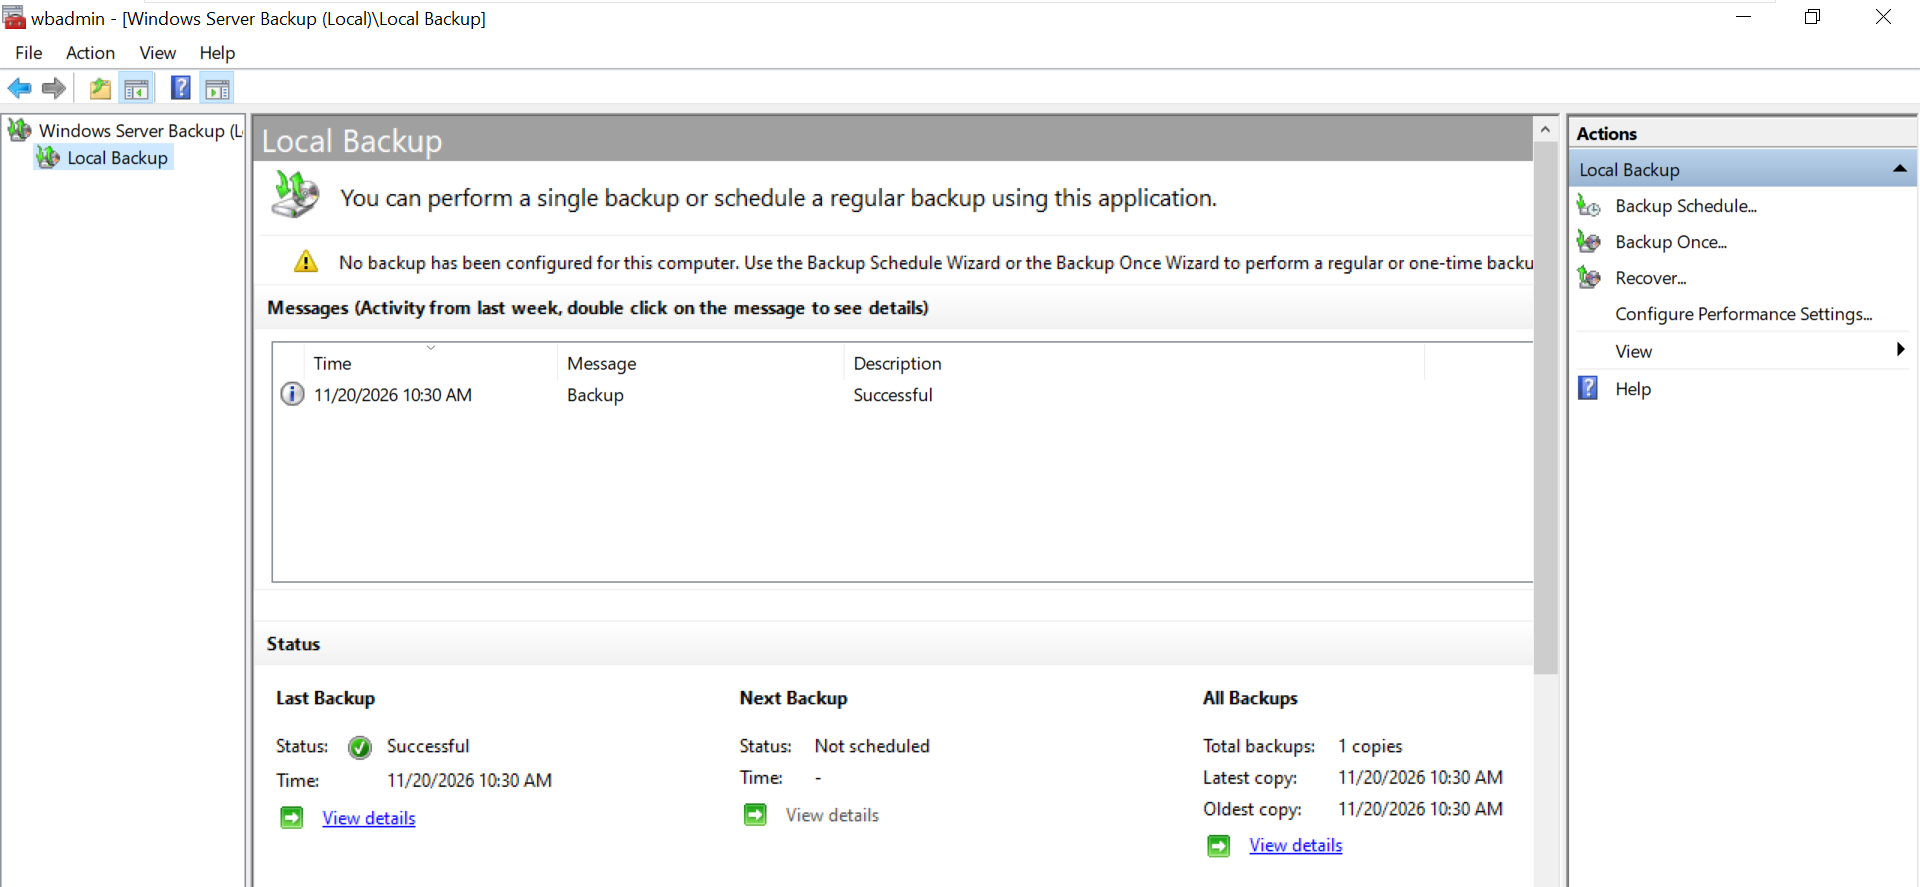 wbadmin - [Windows Server Backup (Local)\Local Backup]
File Action View Help
Windows Server Backup (L
Local Backup
Local Backup
You can perform a single backup or schedule a regular backup using this application.
No backup has been configured for this computer. Use the Backup Schedule Wizard or the Backup Once Wizard to perform a regular or one-time backu
Messages (Activity from last week, double click on the message to see details)
Time Message Description
11/20/2026 10:30 AM Backup Successful
Status
Last Backup
Status: Successful
Time: 11/20/2026 10:30 AM
View details
Next Backup
Status: Not scheduled
Time: -
View details
All Backups
Total backups: 1 copies
Latest copy: 11/20/2026 10:30 AM
Oldest copy: 11/20/2026 10:30 AM
View details
Actions
Local Backup
Backup Schedule...
Backup Once...
Recover...
Configure Performance Settings...
View
Help